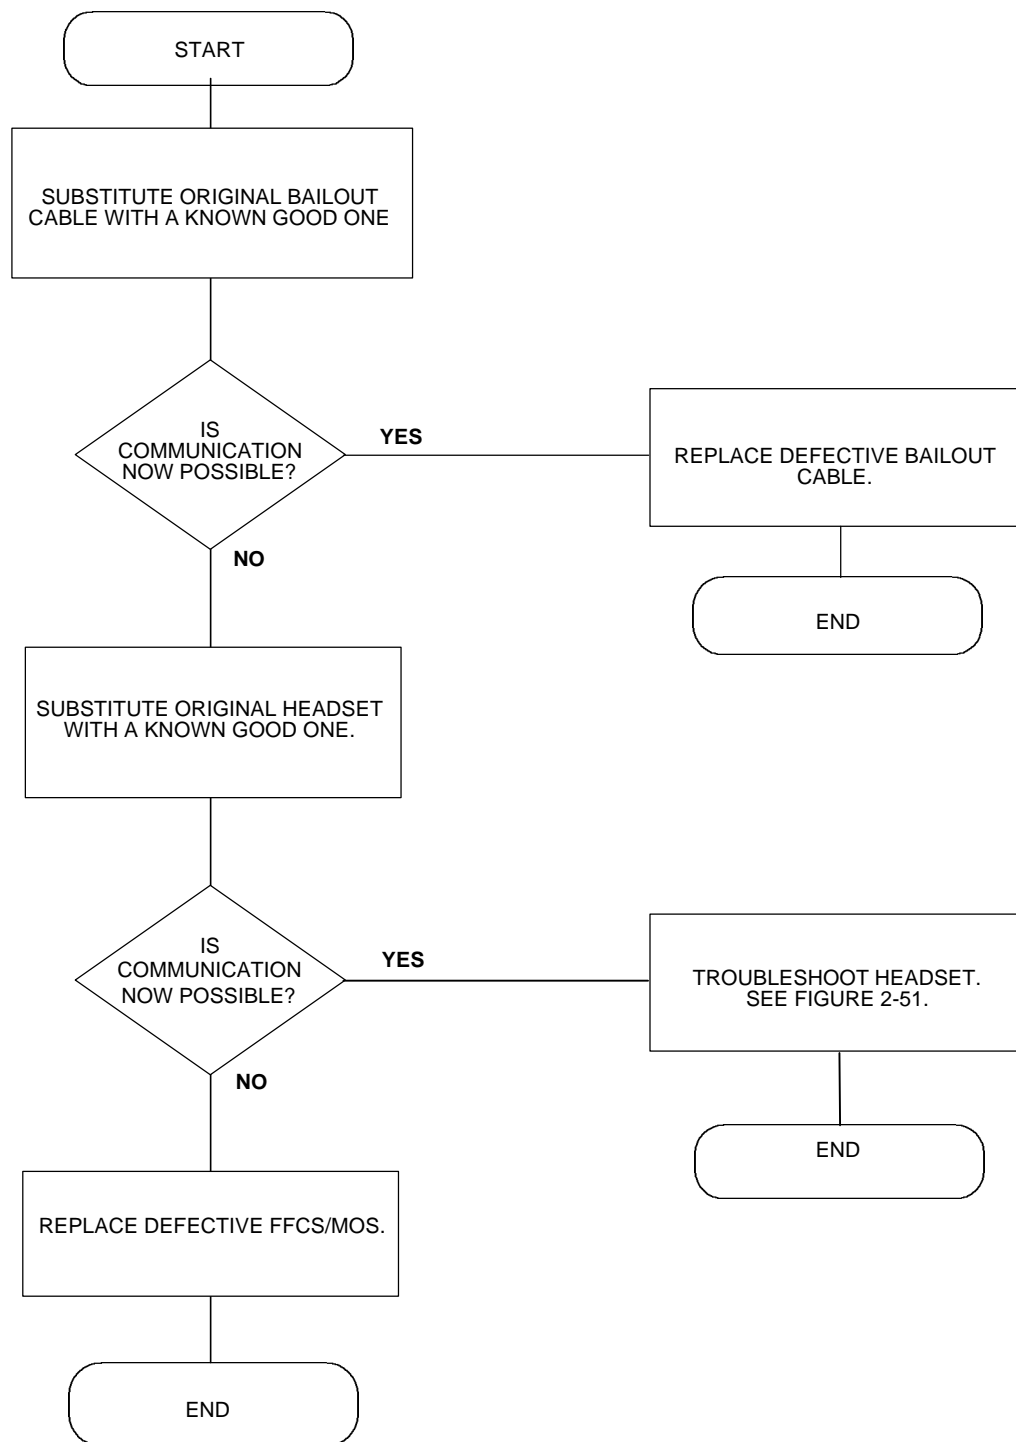 START
SUBSTITUTE ORIGINAL BAILOUT
CABLE WITH A KNOWN GOOD ONE
IS
COMMUNICATION
NOW POSSIBLE?
YES
REPLACE DEFECTIVE BAILOUT
CABLE.
END
NO
SUBSTITUTE ORIGINAL HEADSET
WITH A KNOWN GOOD ONE.
IS
COMMUNICATION
NOW POSSIBLE?
YES
TROUBLESHOOT HEADSET.
SEE FIGURE 2-51.
END
NO
REPLACE DEFECTIVE FFCS/MOS.
END